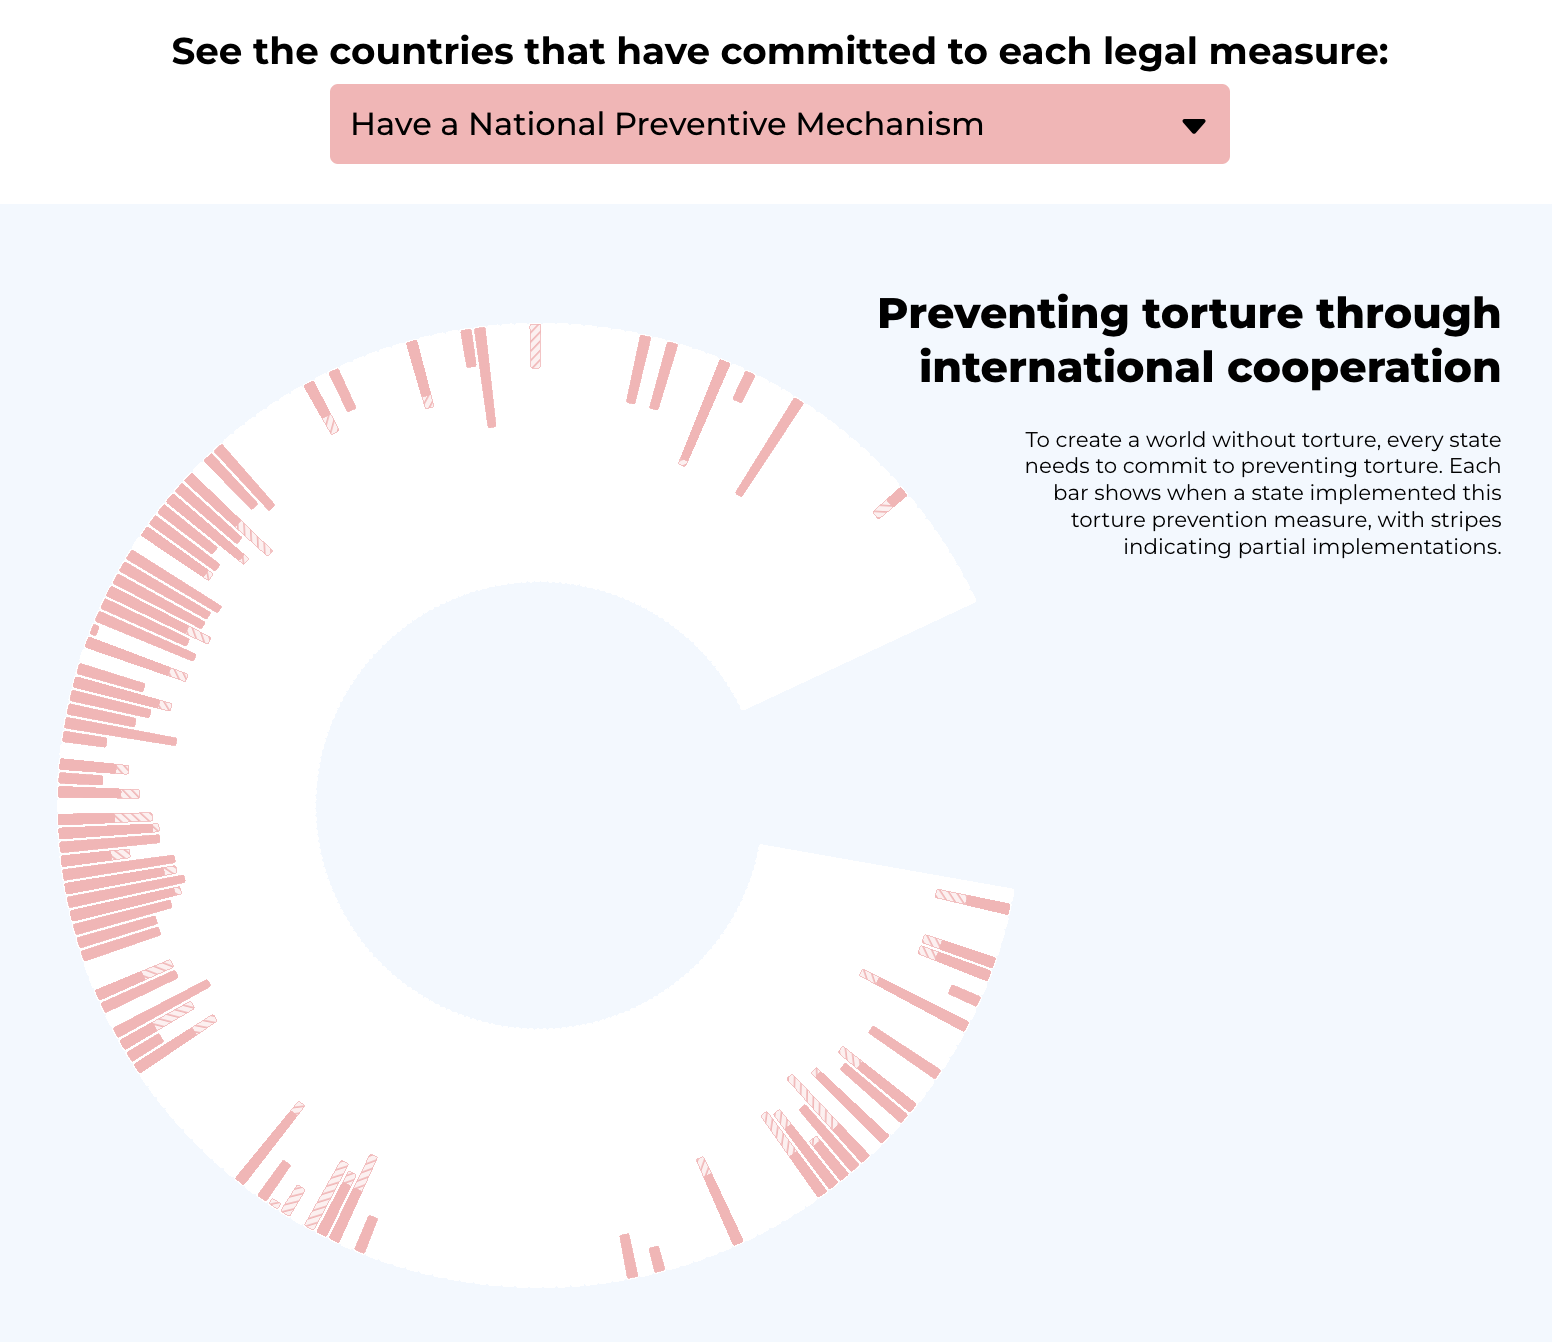 See the countries that have committed to each legal measure:
Have a National Preventive Mechanism
Preventing torture through
international cooperation
To create a world without torture, every state
needs to commit to preventing torture. Each
bar shows when a state implemented this
torture prevention measure, with stripes
indicating partial implementations.